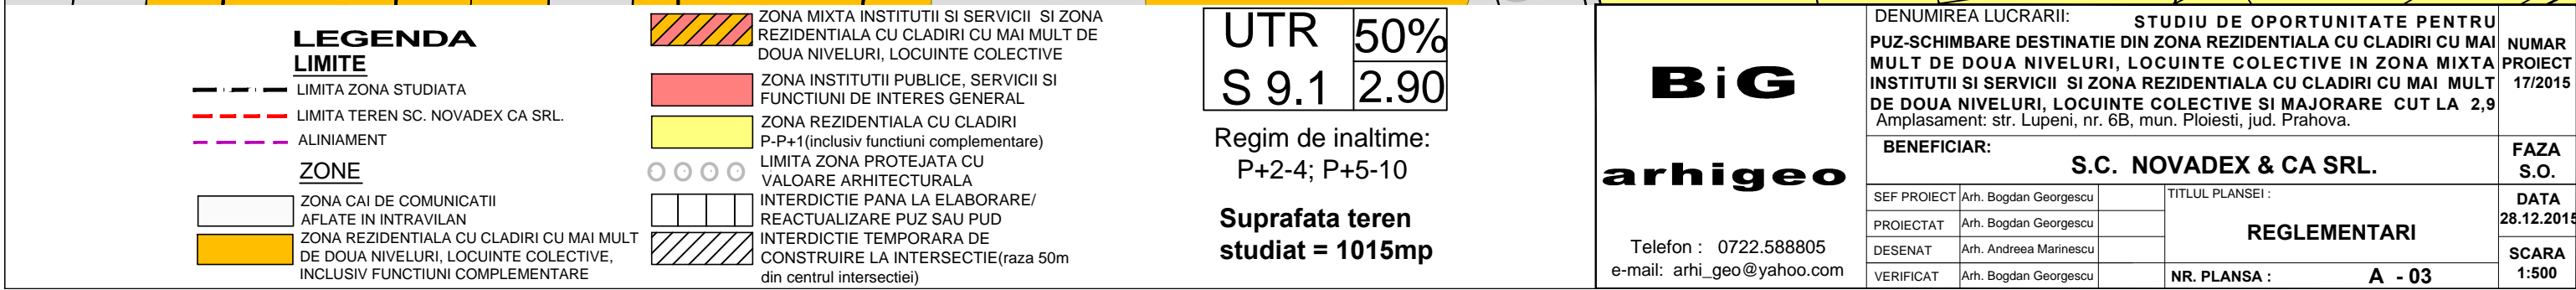 LEGENDA
LIMITE
LIMITA ZONA STUDIATA
LIMITA TEREN SC. NOVADEX CA SRL.
ALINIAMENT
ZONE
ZONA CAI DE COMUNICATII
AFLATE IN INTRAVILAN
ZONA REZIDENTIALA CU CLADIRI CU MAI MULT
DE DOUA NIVELURI, LOCUINTE COLECTIVE,
INCLUSIV FUNCTIUNI COMPLEMENTARE
ZONA MIXTA INSTITUTII SI SERVICII SI ZONA
REZIDENTIALA CU CLADIRI CU MAI MULT DE
DOUA NIVELURI, LOCUINTE COLECTIVE
ZONA INSTITUTII PUBLICE, SERVICII SI
FUNCTIUNI DE INTERES GENERAL
ZONA REZIDENTIALA CU CLADIRI
P-P+1(inclusiv functiuni complementare)
LIMITA ZONA PROTEJATA CU
VALOARE ARHITECTURALA
INTERDICTIE PANA LA ELABORARE/
REACTUALIZARE PUZ SAU PUD
INTERDICTIE TEMPORARA DE
CONSTRUIRE LA INTERSECTIE(raza 50m
din centrul intersectiei)
UTR 50%
S 9.1 2.90
Regim de inaltime:
P+2-4; P+5-10
Suprafata teren
studiat = 1015mp
BiG
arhigeo
Telefon : 0722.588805
e-mail: arhi_geo@yahoo.com
DENUMIREA LUCRARII: STUDIU DE OPORTUNITATE PENTRU
PUZ-SCHIMBARE DESTINATIE DIN ZONA REZIDENTIALA CU CLADIRI CU MAI
MULT DE DOUA NIVELURI, LOCUINTE COLECTIVE IN ZONA MIXTA
INSTITUTII SI SERVICII SI ZONA REZIDENTIALA CU CLADIRI CU MAI MULT
DE DOUA NIVELURI, LOCUINTE COLECTIVE SI MAJORARE CUT LA 2,9
Amplasament: str. Lupeni, nr. 6B, mun. Ploiesti, jud. Prahova.
NUMAR
PROIECT
17/2015
BENEFICIAR:
S.C. NOVADEX & CA SRL.
FAZA
S.O.
SEF PROIECT Arh. Bogdan Georgescu
PROIECTAT Arh. Bogdan Georgescu
DESENAT Arh. Andreea Marinescu
VERIFICAT Arh. Bogdan Georgescu
TITLUL PLANSEI :
REGLEMENTARI
NR. PLANSA : A - 03
DATA
28.12.2015
SCARA
1:500